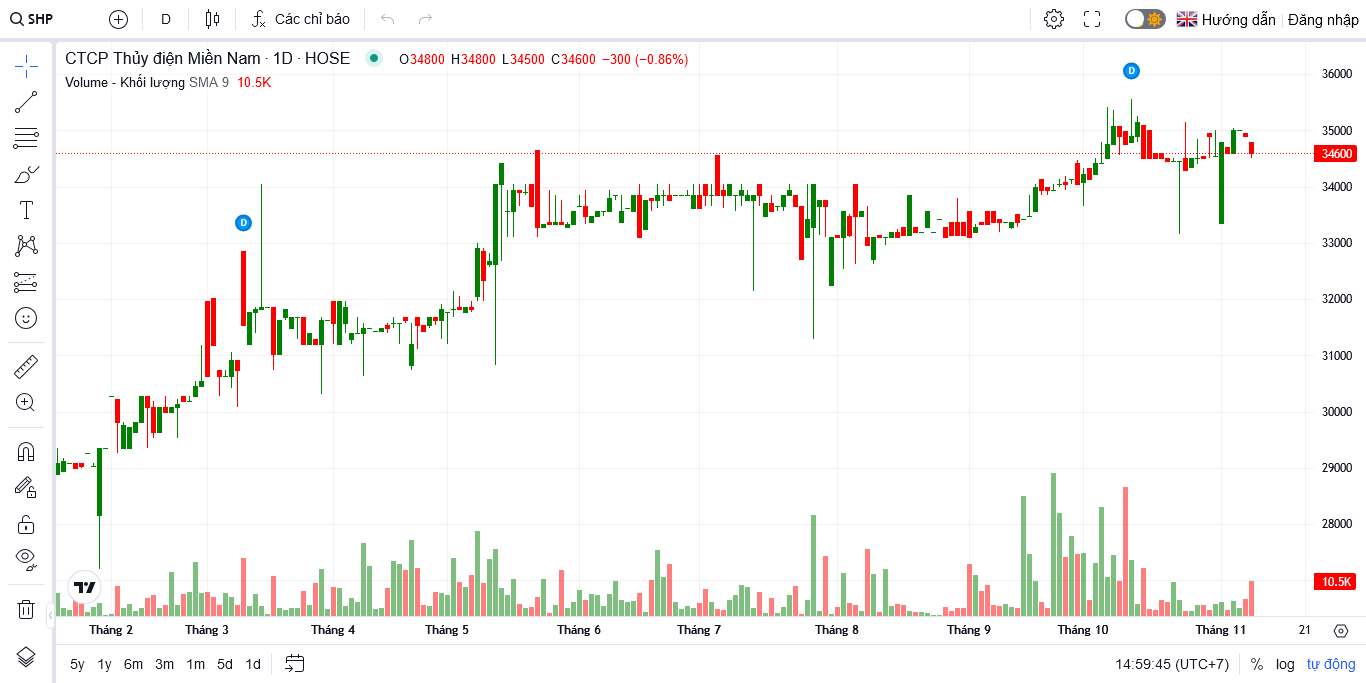 SHP D Các chỉ báo Hướng dẫn Đăng nhập
CTCP Thủy điện Miền Nam · 1D · HOSE O34800 H34800 L34500 C34600 −300 (−0.86%)
Volume - Khối lượng SMA 9 10.5K
D
D
36000
35000
34600
34000
33000
32000
31000
30000
29000
28000
10.5K
Tháng 2 Tháng 3 Tháng 4 Tháng 5 Tháng 6 Tháng 7 Tháng 8 Tháng 9 Tháng 10 Tháng 11 21
5y 1y 6m 3m 1m 5d 1d 14:59:45 (UTC+7) % log tự động